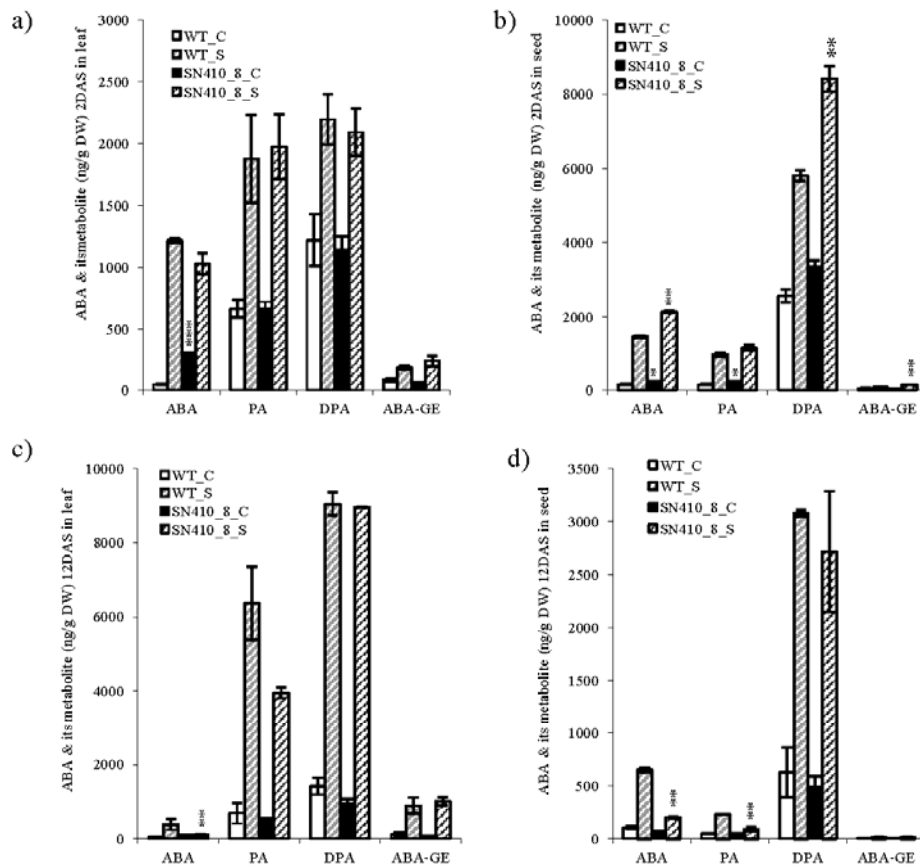 a)
ABA & itsmetabolite (ng/g DW) 2DAS in leaf
3000
2500
2000
1500
1000
500
0
WT_C
WT_S
SN410_8_C
SN410_8_S
***
ABA PA DPA ABA-GE
b)
ABA & its metabolite (ng/g DW) 2DAS in seed
10000
8000
6000
4000
2000
0
WT_C
WT_S
SN410_8_C
SN410_8_S
*
***
*
**
**
ABA PA DPA ABA-GE
c)
ABA & its metabolite (ng/g DW) 12DAS in leaf
10000
8000
6000
4000
2000
0
WT_C
WT_S
SN410_8_C
SN410_8_S
**
ABA PA DPA ABA-GE
d)
ABA & its metabolite (ng/g DW) 12DAS in seed
3500
3000
2500
2000
1500
1000
500
0
WT_C
WT_S
SN410_8_C
SN410_8_S
***
***
ABA PA DPA ABA-GE